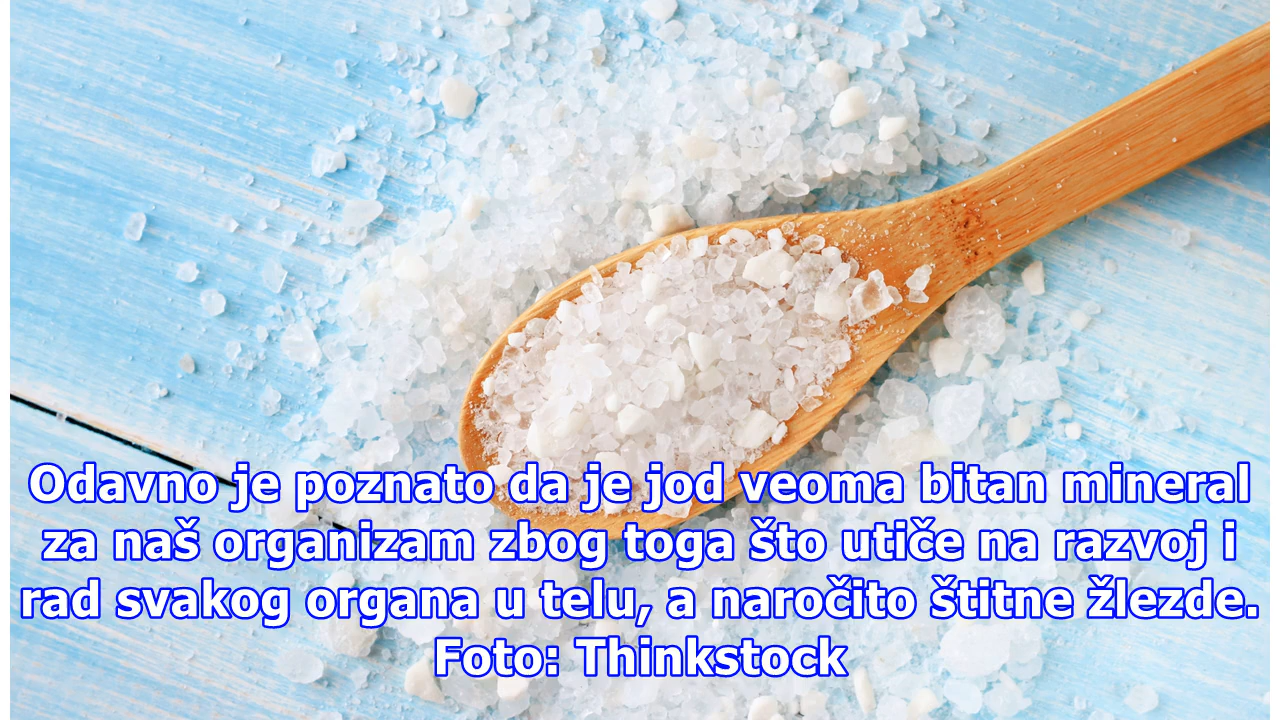 Odavno je poznato da je jod veoma bitan mineral
za naš organizam zbog toga što utiče na razvoj i
rad svakog organa u telu, a naročito štitne žlezde.
Foto: Thinkstock